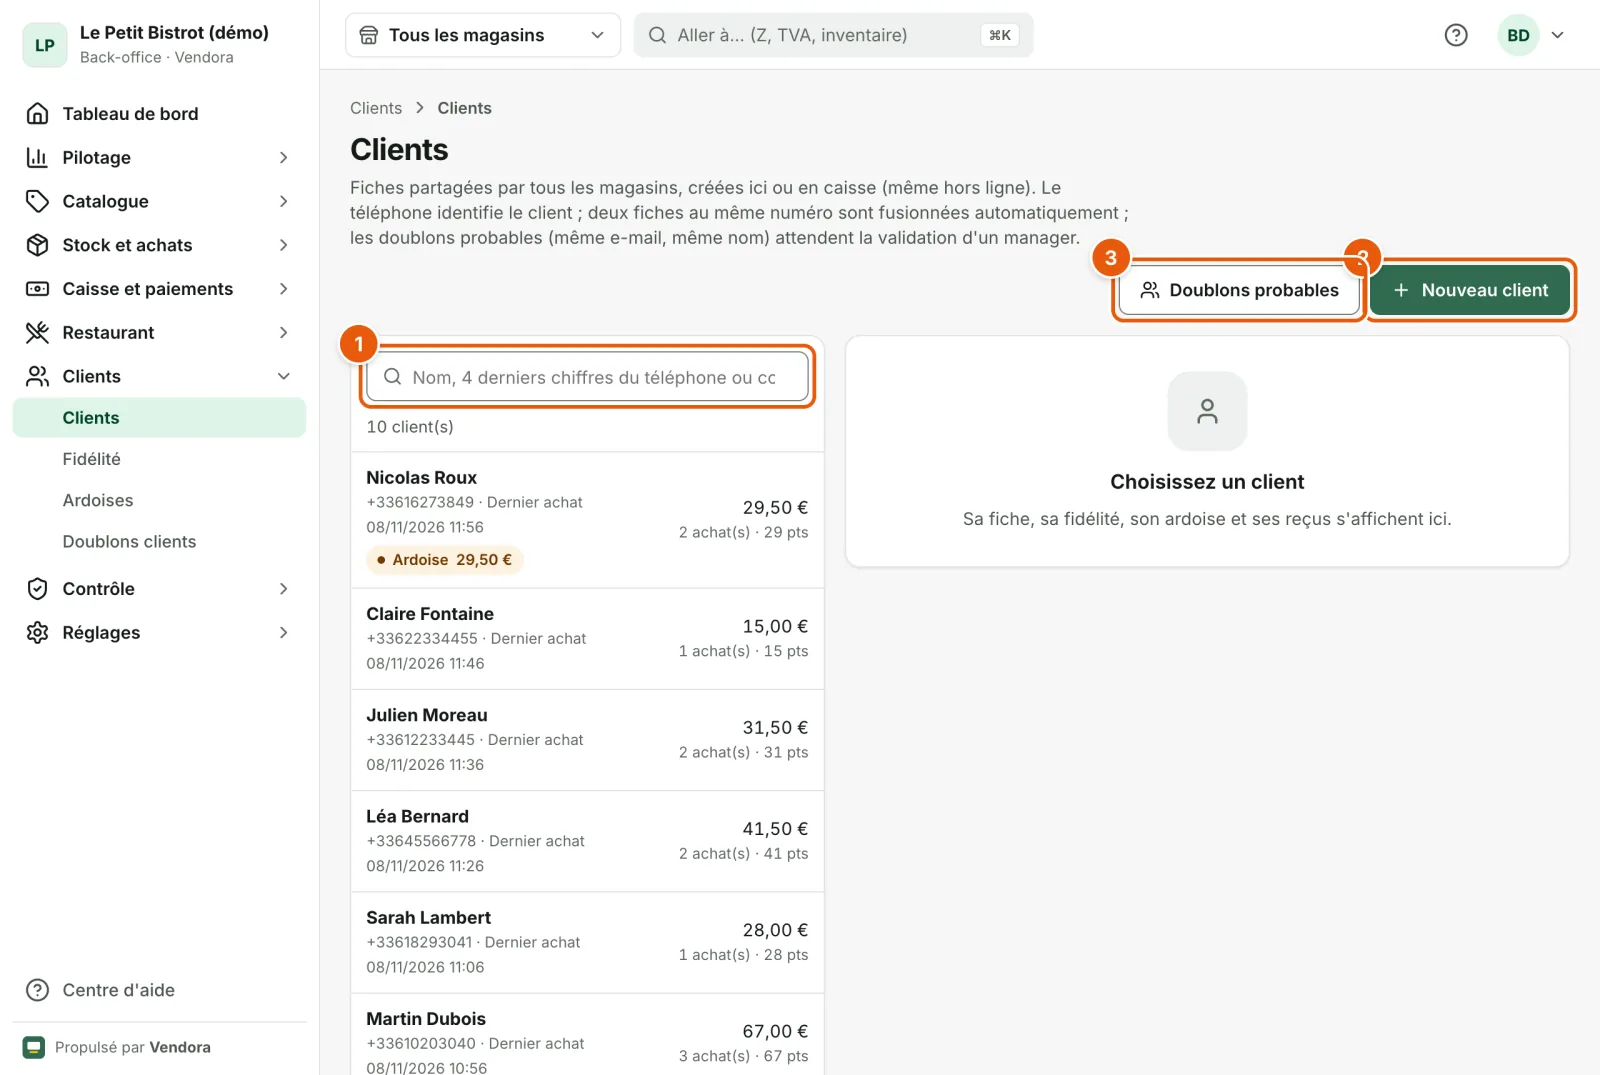 LP
Le Petit Bistrot (démo)
Back-office · Vendora
Tous les magasins
Aller à... (Z, TVA, inventaire)
⌘K
BD
Tableau de bord
Pilotage
Catalogue
Stock et achats
Caisse et paiements
Restaurant
Clients
Clients
Fidélité
Ardoises
Doublons clients
Contrôle
Réglages
Centre d'aide
Propulsé par Vendora
Clients > Clients
Clients
Fiches partagées par tous les magasins, créées ici ou en caisse (même hors ligne). Le
téléphone identifie le client ; deux fiches au même numéro sont fusionnées automatiquement ;
les doublons probables (même e-mail, même nom) attendent la validation d'un manager.
3
Doublons probables
+ Nouveau client
1
Nom, 4 derniers chiffres du téléphone ou cc
10 client(s)
Nicolas Roux
+33616273849 · Dernier achat
08/11/2026 11:56
29,50 €
2 achat(s) · 29 pts
Ardoise 29,50 €
Claire Fontaine
+33622334455 · Dernier achat
08/11/2026 11:46
15,00 €
1 achat(s) · 15 pts
Julien Moreau
+33612233445 · Dernier achat
08/11/2026 11:36
31,50 €
2 achat(s) · 31 pts
Léa Bernard
+33645566778 · Dernier achat
08/11/2026 11:26
41,50 €
2 achat(s) · 41 pts
Sarah Lambert
+33618293041 · Dernier achat
08/11/2026 11:06
28,00 €
1 achat(s) · 28 pts
Martin Dubois
+33610203040 · Dernier achat
08/11/2026 10:56
67,00 €
3 achat(s) · 67 pts
Choisissez un client
Sa fiche, sa fidélité, son ardoise et ses reçus s'affichent ici.